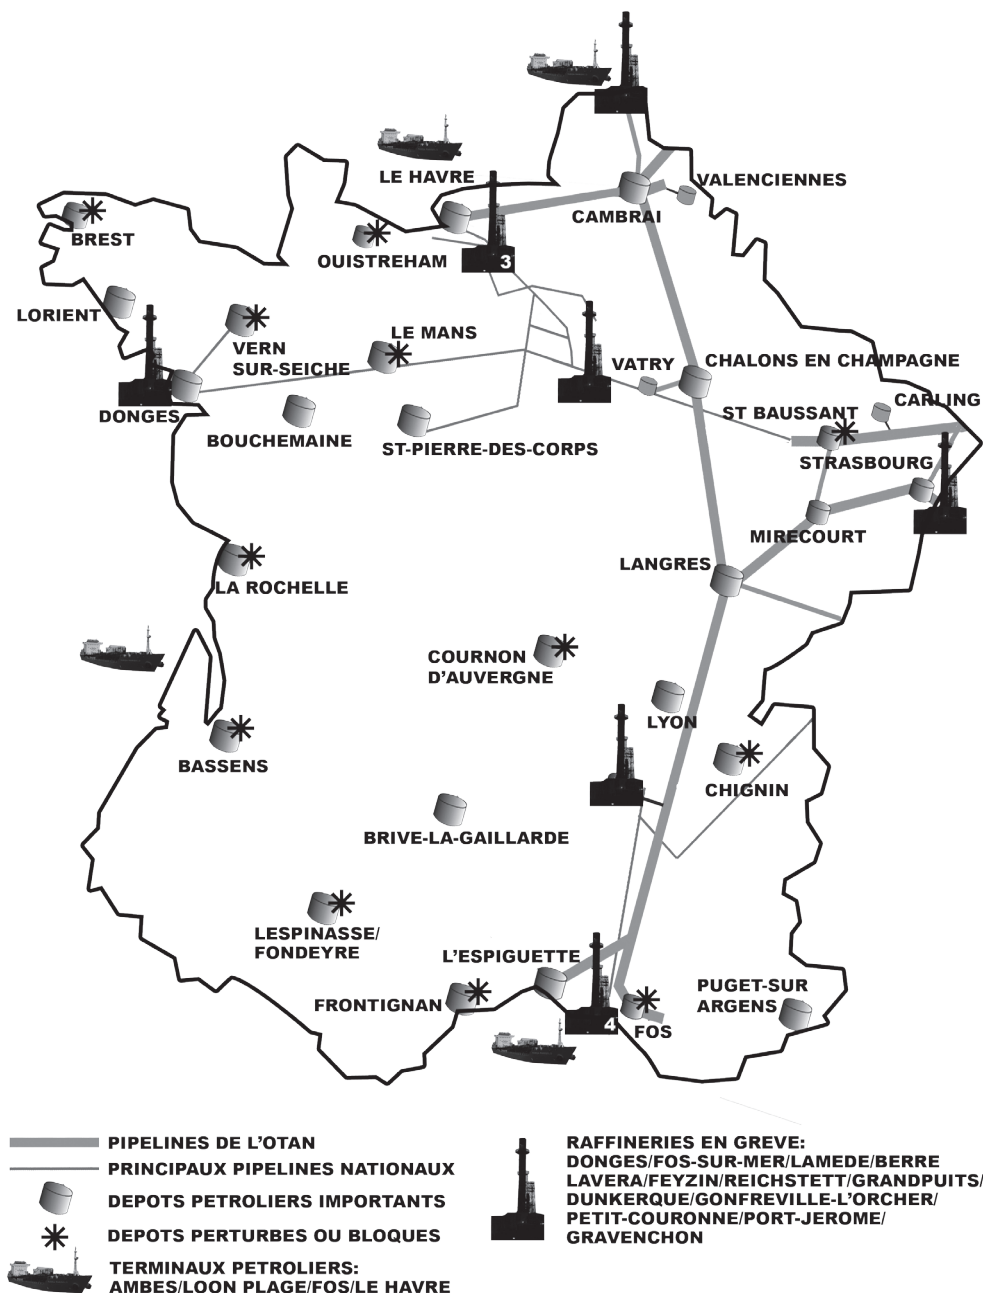 LE HAVRE
VALENCIENNES
CAMBRAI
BREST
OUISTREHAM
3
LORIENT
VERN
SUR-SEICHE
LE MANS
VATRY
CHALONS EN CHAMPAGNE
DONGES
BOUCHEMAINE
ST-PIERRE-DES-CORPS
ST BAUSSANT
CARLING
STRASBOURG
MIRECOURT
LANGRES
LA ROCHELLE
COURNON
D'AUVERGNE
LYON
BASSENS
CHIGNIN
BRIVE-LA-GAILLARDE
LESPINASSE/
FONDEYRE
L'ESPIGUETTE
FRONTIGNAN
4
FOS
PUGET-SUR
ARGENS
PIPELINES DE L'OTAN
PRINCIPAUX PIPELINES NATIONAUX
DEPOTS PETROLIERS IMPORTANTS
DEPOTS PERTURBES OU BLOQUES
TERMINAUX PETROLIERS:
AMBES/LOON PLAGE/FOS/LE HAVRE
RAFFINERIES EN GREVE:
DONGES/FOS-SUR-MER/LAMEDE/BERRE
LAVERA/FEYZIN/REICHSTETT/GRANDPUITS/
DUNKERQUE/GONFREVILLE-L'ORCHER/
PETIT-COURONNE/PORT-JEROME/
GRAVENCHON